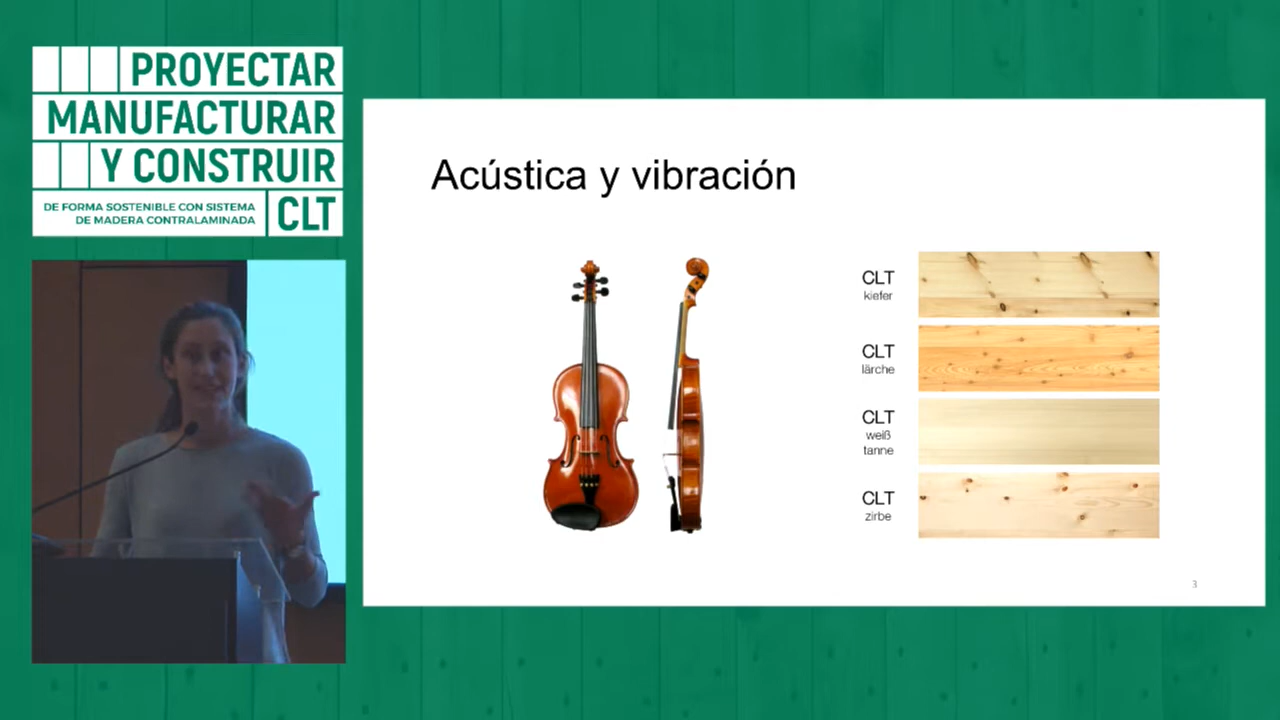 PROYECTAR
MANUFACTURAR
Y CONSTRUIR
DE FORMA SOSTENIBLE CON SISTEMA
DE MADERA CONTRALAMINADA
CLT
Acústica y vibración
CLT
kiefer
CLT
lärche
CLT
weiß
tanne
CLT
zirbe
3